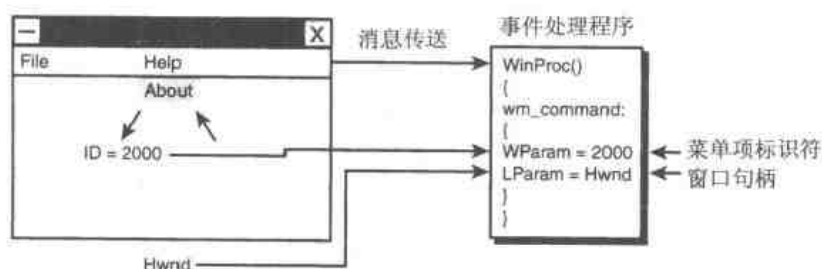 消息传送
事件处理程序
X
File Help
About
ID = 2000
Hwnd
WinProc()
{
wm_command:
{
WParam = 2000
LParam = Hwnd
}
}
菜单项标识符
窗口句柄